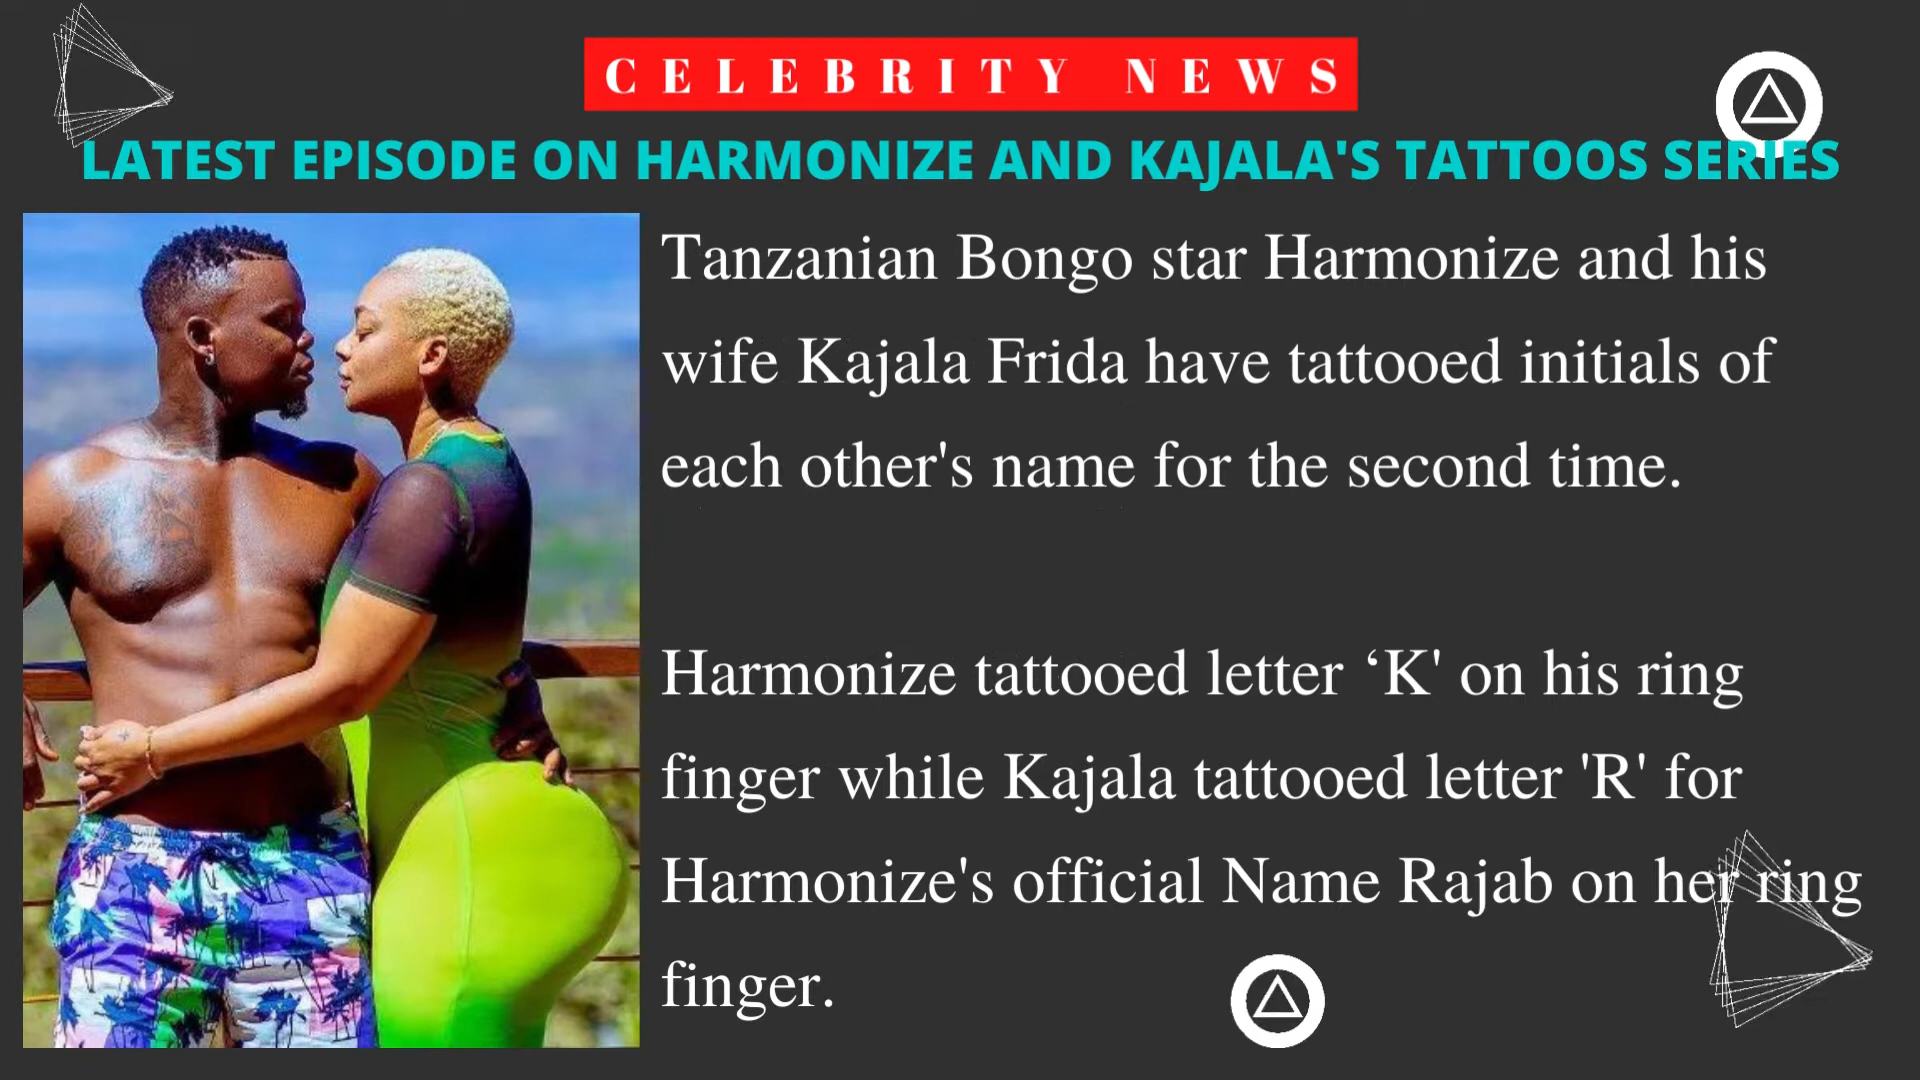 CELEBRITY NEWS
LATEST EPISODE ON HARMONIZE AND KAJALA'S TATTOOS SERIES
Tanzanian Bongo star Harmonize and his
wife Kajala Frida have tattooed initials of
each other's name for the second time.
Harmonize tattooed letter ‘K' on his ring
finger while Kajala tattooed letter 'R' for
Harmonize's official Name Rajab on her ring
finger.